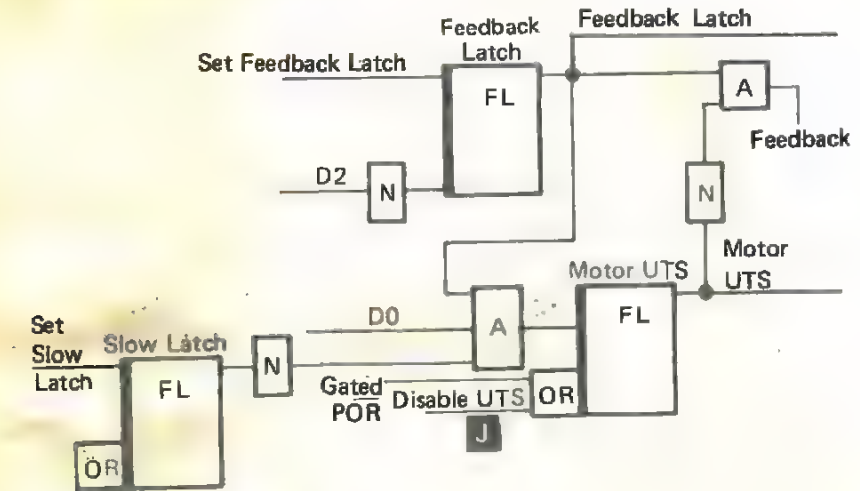 Feedback Latch
Feedback
Latch
Set Feedback Latch
FL
A
Feedback
D2
N
N
Motor
UTS
Motor UTS
FL
D0
A
Set
Slow
Latch
Slow Latch
FL
N
Gated
POR
Disable UTS
OR
J
OR